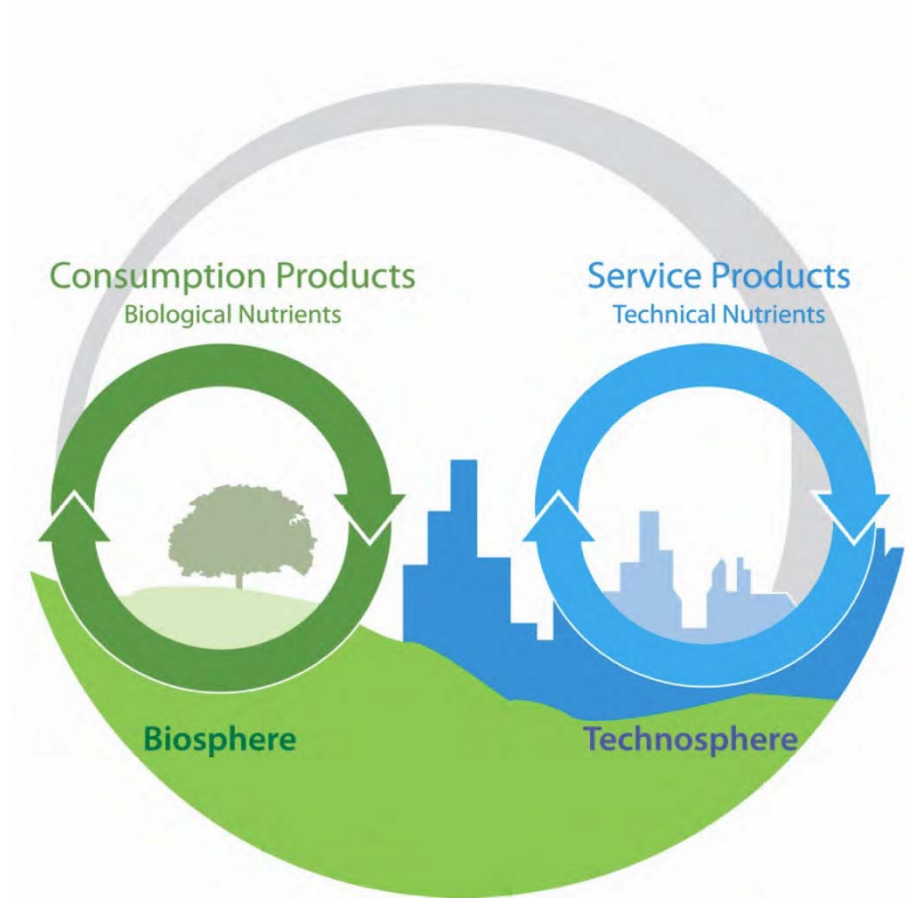 Consumption Products
Biological Nutrients
Service Products
Technical Nutrients
Biosphere
Technosphere